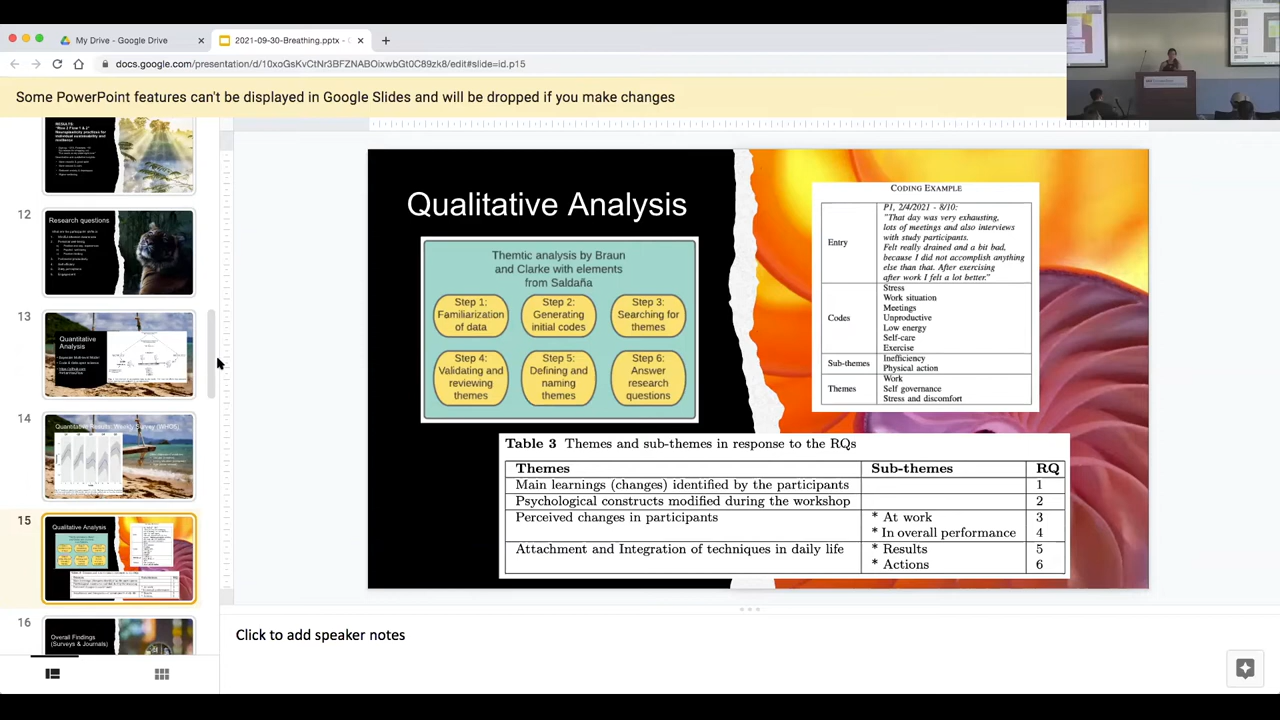 My Drive - Google Drive
2021-09-30-Breathing.pptx -
docs.google.com/presentation/d/10xoGsKvCtNr3BFZNABOixwbGt0C89zk8/edit#slide=id.p15
Some PowerPoint features can't be displayed in Google Slides and will be dropped if you make changes
RESULTS:
12
Research questions
13
Quantitative
Analysis
14
Quantitative Results: Weekly Survey (WHO5)
15
Qualitative Analysis
16
Overall Findings
(Surveys & Journals)
Qualitative Analysis
Thematic analysis by Braun
and Clarke with elements
from Saldaña
Step 1:
Familiarization
of data
Step 2:
Generating
initial codes
Step 3:
Searching for
themes
Step 4:
Validating and
reviewing
themes
Step 5:
Defining and
naming
themes
Step 6:
Answer
research
questions
CODING EXAMPLE
Entry
P1, 2/4/2021 - 8/10:
"That day was very exhausting,
lots of meetings and also interviews
with study participants.
Felt really drained and a bit bad,
because I did not accomplish anything
else than that. After exercising
after work I felt a lot better."
Codes
Stress
Work situation
Meetings
Unproductive
Low energy
Self-care
Exercise
Sub-themes
Inefficiency
Physical action
Themes
Work
Self governance
Stress and discomfort
Table 3 Themes and sub-themes in response to the RQs
Themes Sub-themes RQ
Main learnings (changes) identified by the participants 1
Psychological constructs modified during the workshop 2
Perceived changes in participants * At work 3
* In overall performance 4
Attachment and Integration of techniques in daily life * Results 5
* Actions 6
Click to add speaker notes